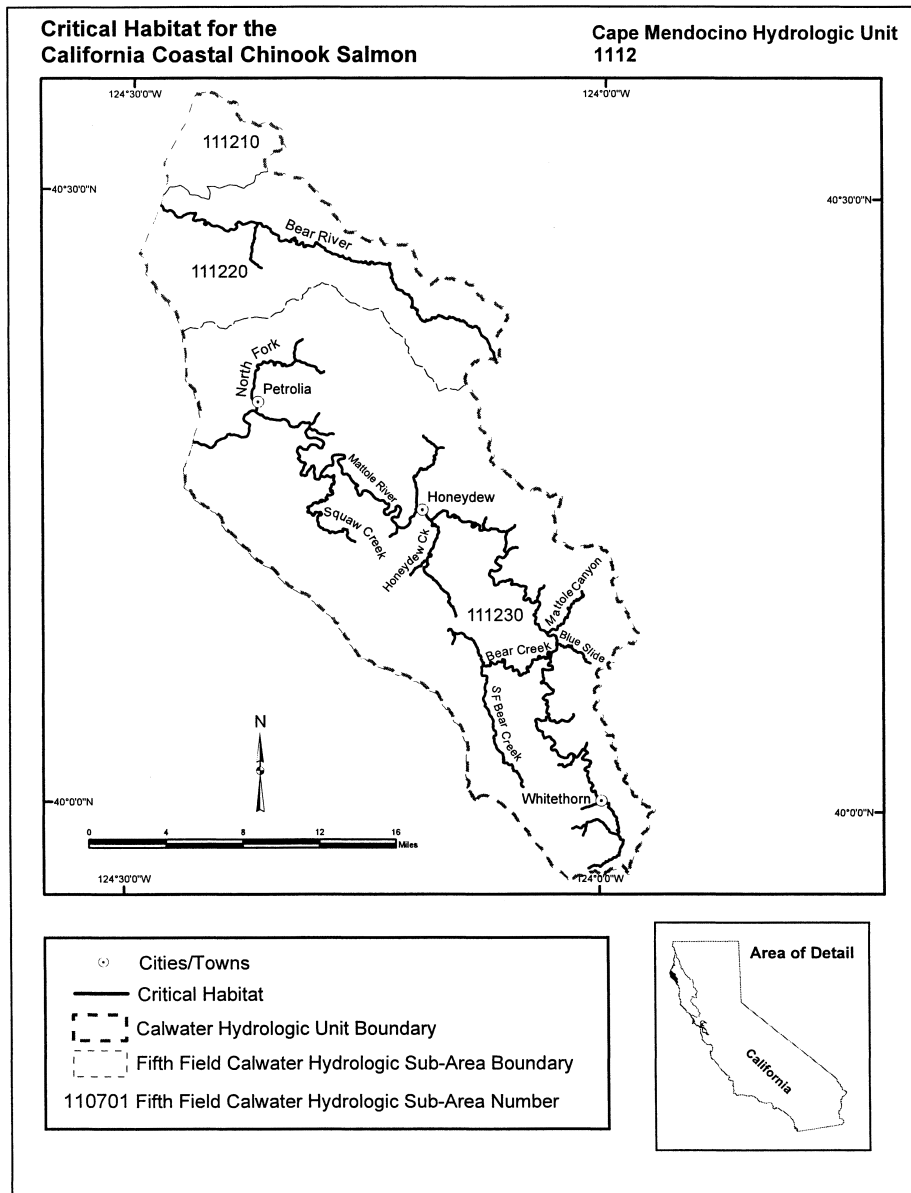 Critical Habitat for the
California Coastal Chinook Salmon
Cape Mendocino Hydrologic Unit
1112
124°30'0"W
124°0'0"W
111210
40°30'0"N
40°30'0"N
Bear River
111220
North Fork
Petrolia
Mattole River
Honeydew
Squaw Creek
Honeydew Ck
Mattole Canyon
111230
Blue Slide
Bear Creek
S F Bear Creek
N
Whitethorn
40°0'0"N
40°0'0"N
0 4 8 12 16
Miles
124°30'0"W
124°0'0"W
Cities/Towns
Critical Habitat
Calwater Hydrologic Unit Boundary
Fifth Field Calwater Hydrologic Sub-Area Boundary
110701 Fifth Field Calwater Hydrologic Sub-Area Number
Area of Detail
California